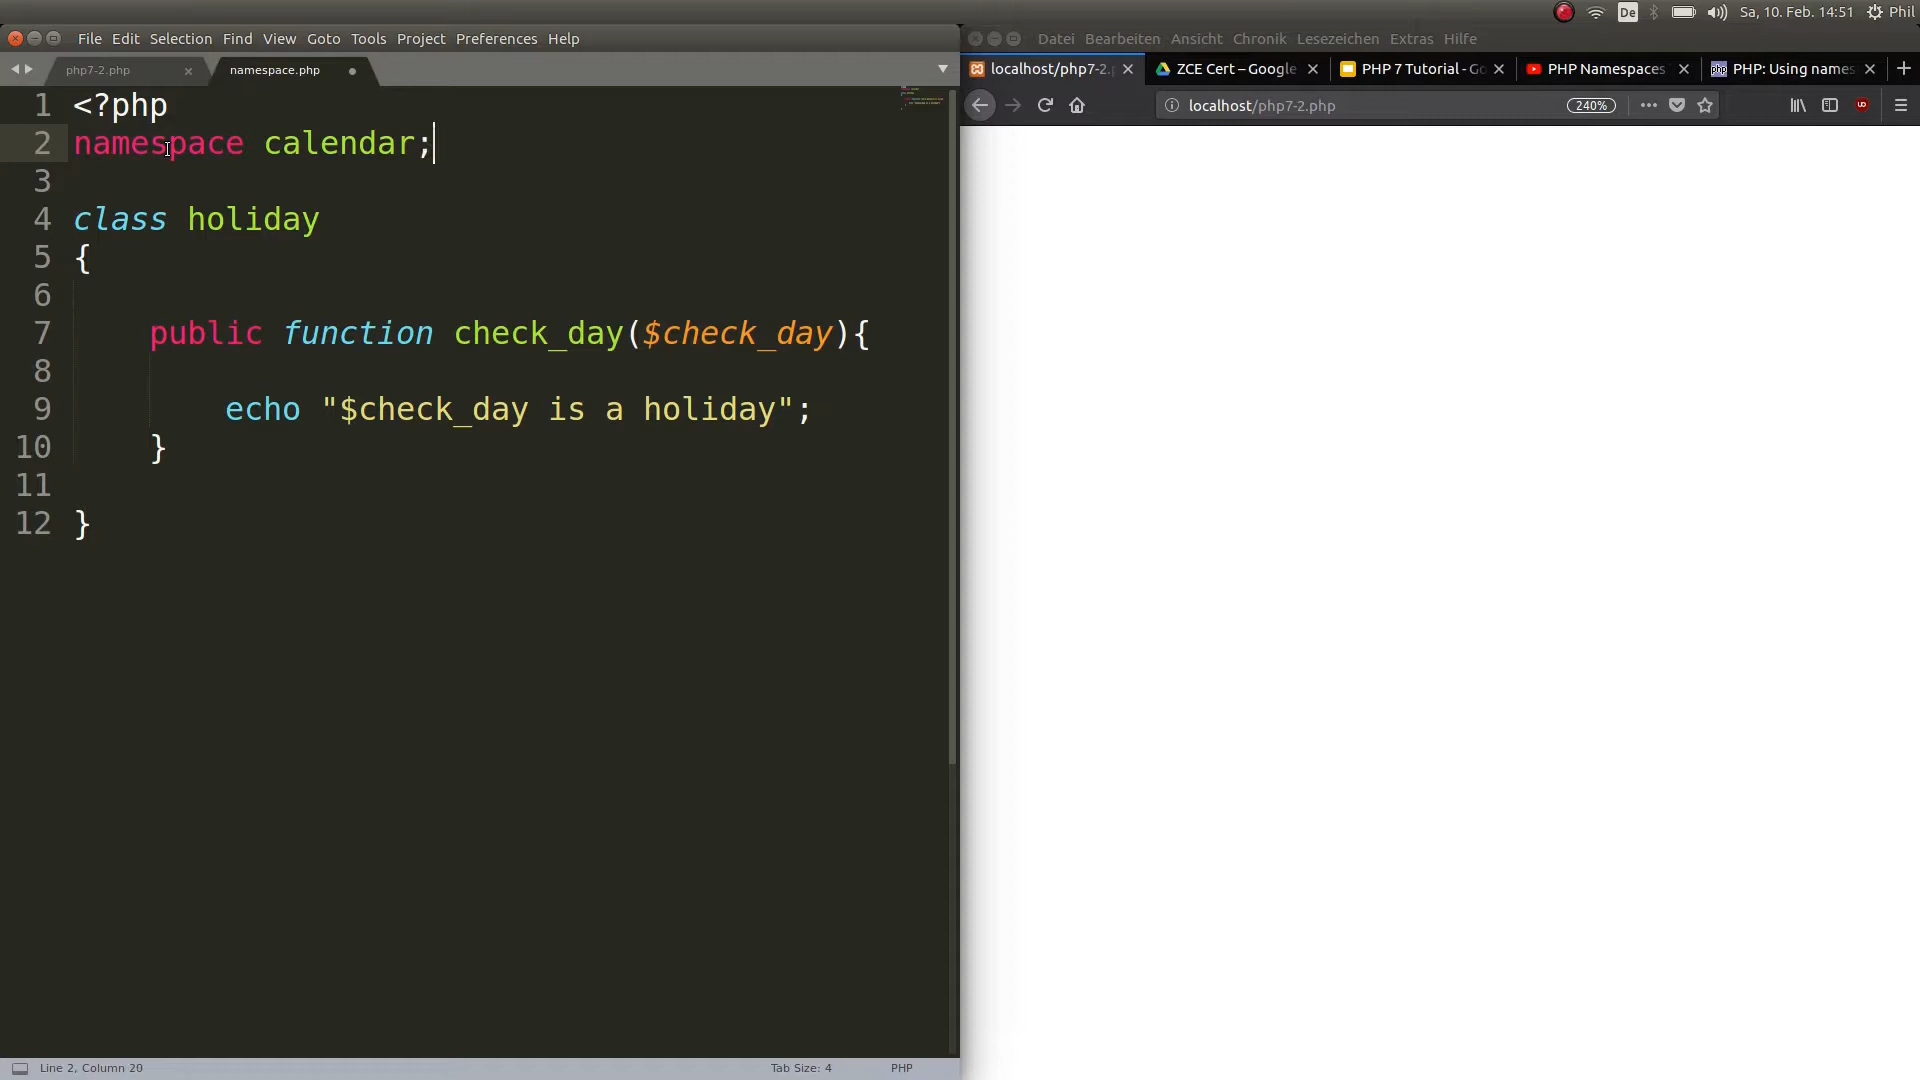 De Sa, 10. Feb. 14:51 Phil
File Edit Selection Find View Goto Tools Project Preferences Help
php7-2.php namespace.php
1 <?php
2 namespace calendar;
3
4 class holiday
5 {
6
7 public function check_day($check_day){
8
9 echo "$check_day is a holiday";
10 }
11
12 }
Line 2, Column 20 Tab Size: 4 PHP
Datei Bearbeiten Ansicht Chronik Lesezeichen Extras Hilfe
localhost/php7-2. ZCE Cert – Google PHP 7 Tutorial - Go PHP Namespaces php PHP: Using names
localhost/php7-2.php 240%